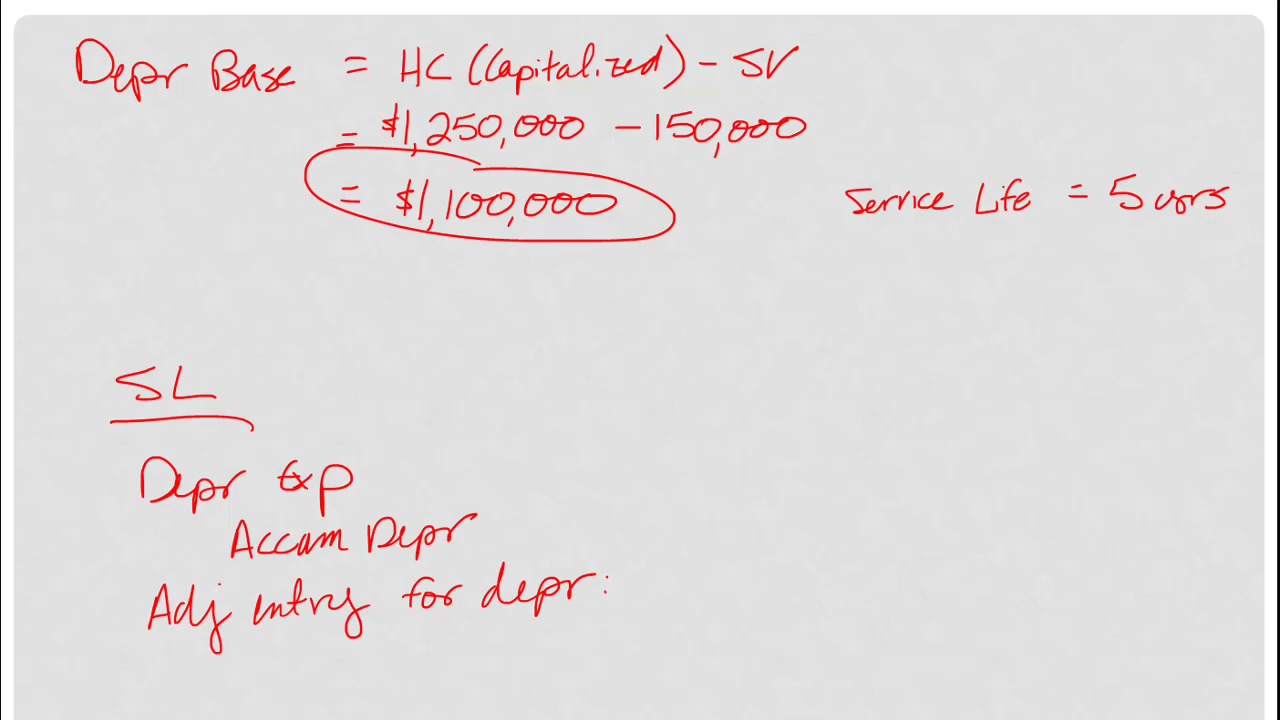 Depr Base = HC (Capitalized) - SV
= $1,250,000 - 150,000
= $1,100,000
Service Life = 5 yrs
SL
Depr Exp
Accum Depr
Adj entry for depr: